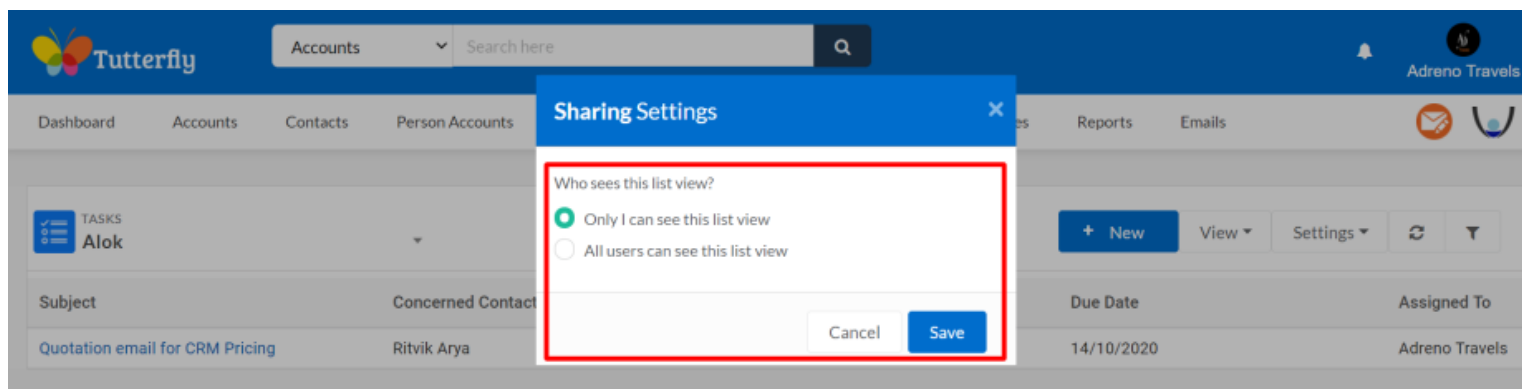 Tutterfly
Accounts
Search here
Adreno Travels
Dashboard Accounts Contacts Person Accounts Reports Emails
Sharing Settings
Who sees this list view?
Only I can see this list view
All users can see this list view
Cancel Save
TASKS
Alok
+ New View Settings
Subject Concerned Contact Due Date Assigned To
Quotation email for CRM Pricing Ritvik Arya 14/10/2020 Adreno Travels